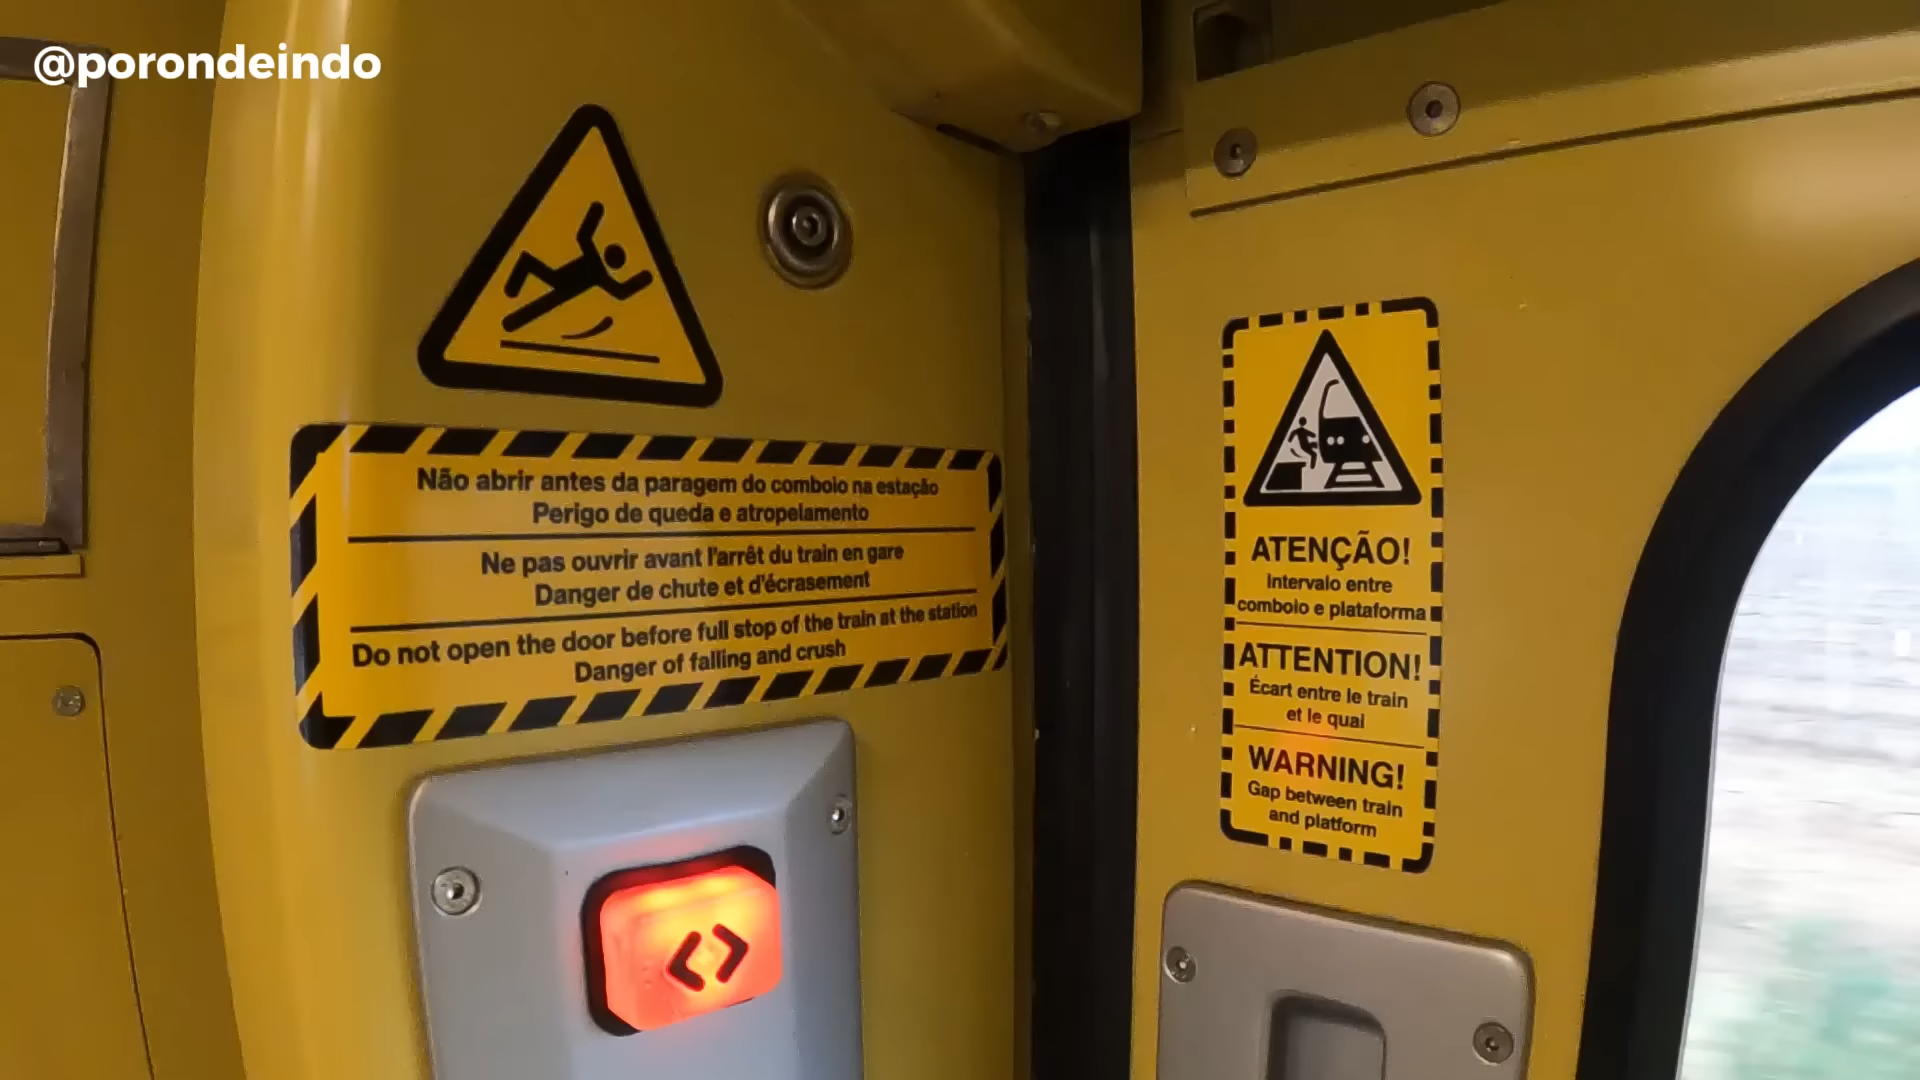 @porondeindo
Não abrir antes da paragem do comboio na estação
Perigo de queda e atropelamento
Ne pas ouvrir avant l'arrêt du train en gare
Danger de chute et d'écrasement
Do not open the door before full stop of the train at the station
Danger of falling and crush
ATENÇÃO!
Intervalo entre
comboio e plataforma
ATTENTION!
Écart entre le train
et le quai
WARNING!
Gap between train
and platform